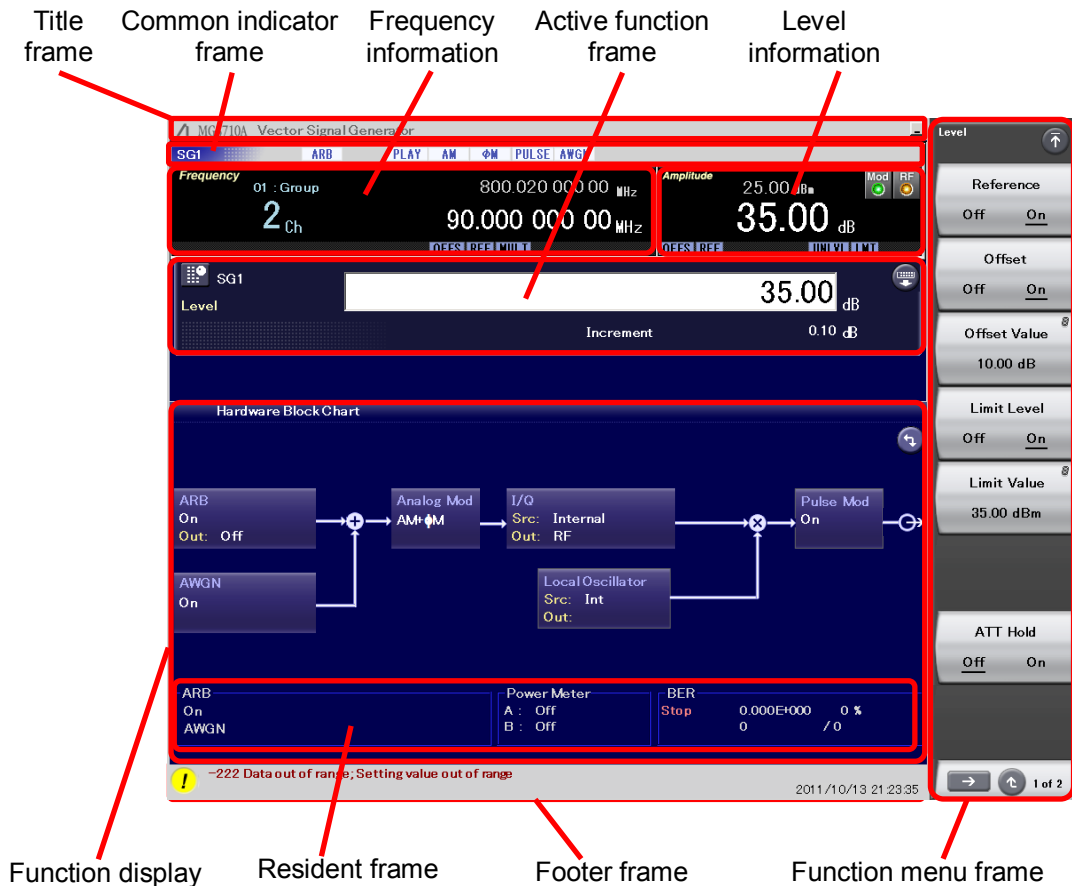 Title frame
Common indicator frame
Frequency information
Active function frame
Level information
Vector Signal Generator
SG1 ARB PLAY AM ΦM PULSE AWGN
Frequency
01 : Group
2 Ch
800.020 000 00 MHz
90.000 000 00 MHz
OFFS REF MULT
Amplitude
25.00 dBm
35.00 dB
Mod RF
OFFS REF UNLVL LMT
SG1
Level
35.00 dB
Increment 0.10 dB
Hardware Block Chart
ARB
On
Out: Off
AWGN
On
Analog Mod
AM+ΦM
I/Q
Src: Internal
Out: RF
Local Oscillator
Src: Int
Out:
Pulse Mod
On
ARB
On
AWGN
Power Meter
A : Off
B : Off
BER
Stop 0.000E+000 0 %
0 / 0
-222 Data out of range; Setting value out of range
2011/10/13 21:23:35
Level
Reference
Off On
Offset
Off On
Offset Value
10.00 dB
Limit Level
Off On
Limit Value
35.00 dBm
ATT Hold
Off On
1 of 2
Function display
Resident frame
Footer frame
Function menu frame